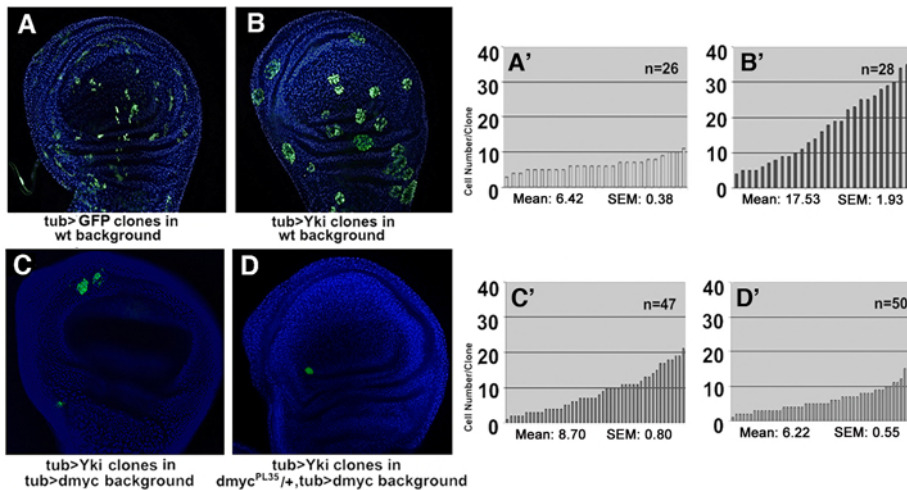 A
B
tub>GFP clones in
wt background
tub>Yki clones in
wt background
A'
40
30
20
10
0
Cell Number/Clone
n=26
Mean: 6.42 SEM: 0.38
B'
40
30
20
10
0
n=28
Mean: 17.53 SEM: 1.93
C
D
tub>Yki clones in
tub>dmyc background
tub>Yki clones in
dmycPL35/+,tub>dmyc background
C'
40
30
20
10
0
Cell Number/Clone
n=47
Mean: 8.70 SEM: 0.80
D'
40
30
20
10
0
n=50
Mean: 6.22 SEM: 0.55